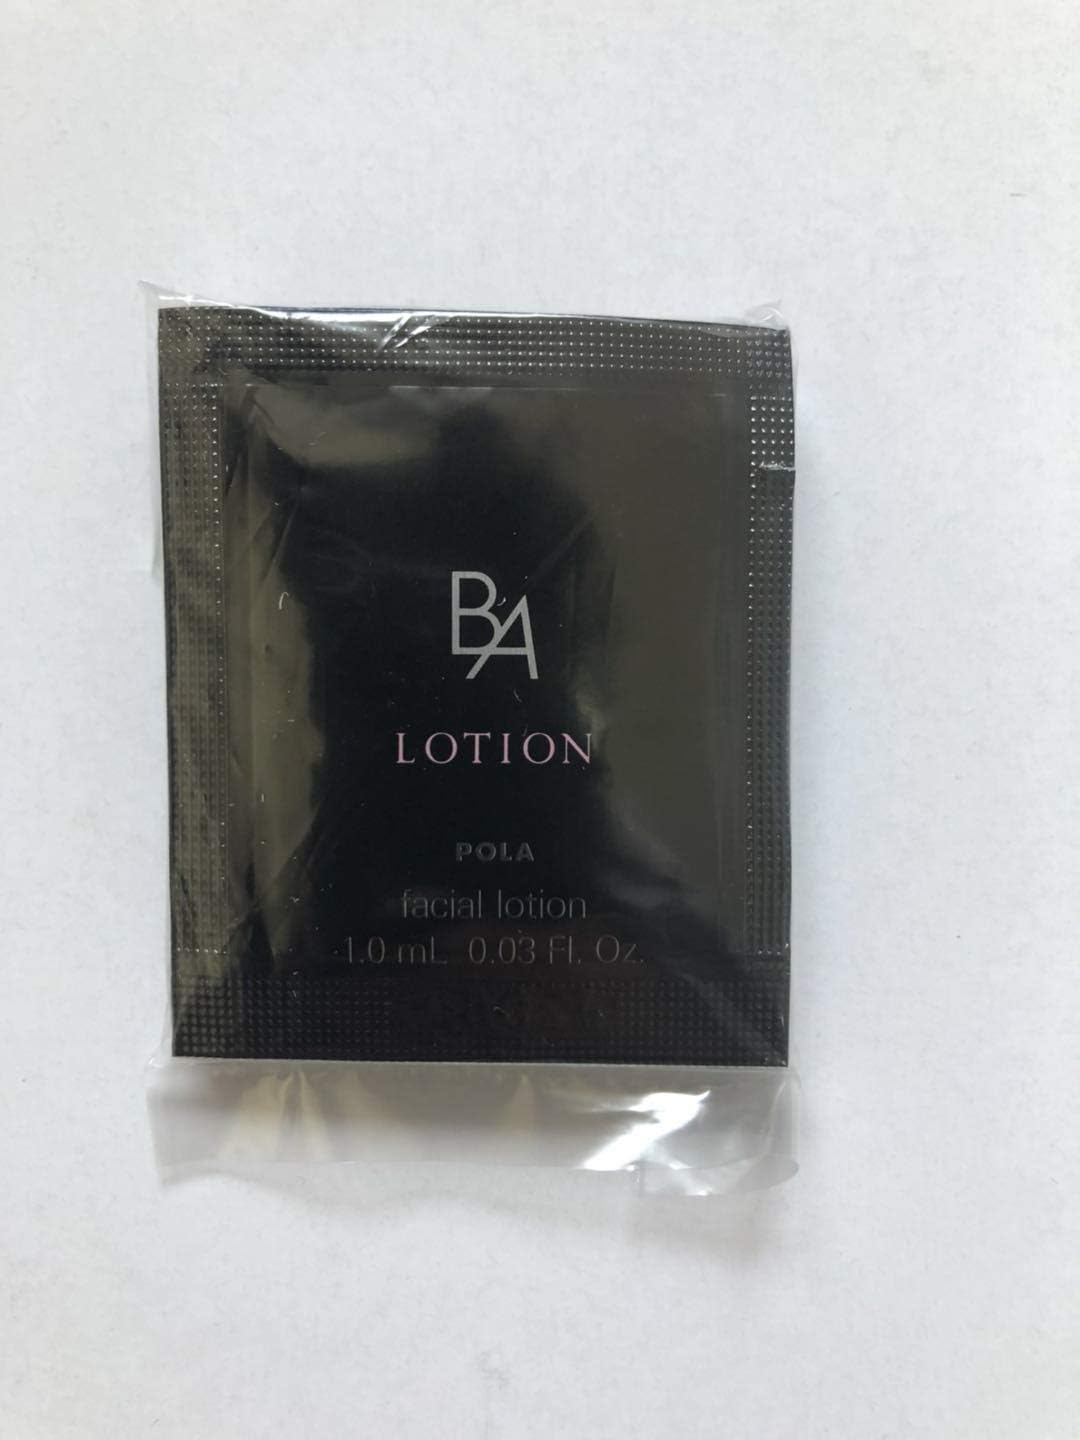 BA
LOTION
POLA
facial lotion
1.0 mL 0.03 Fl. Oz.